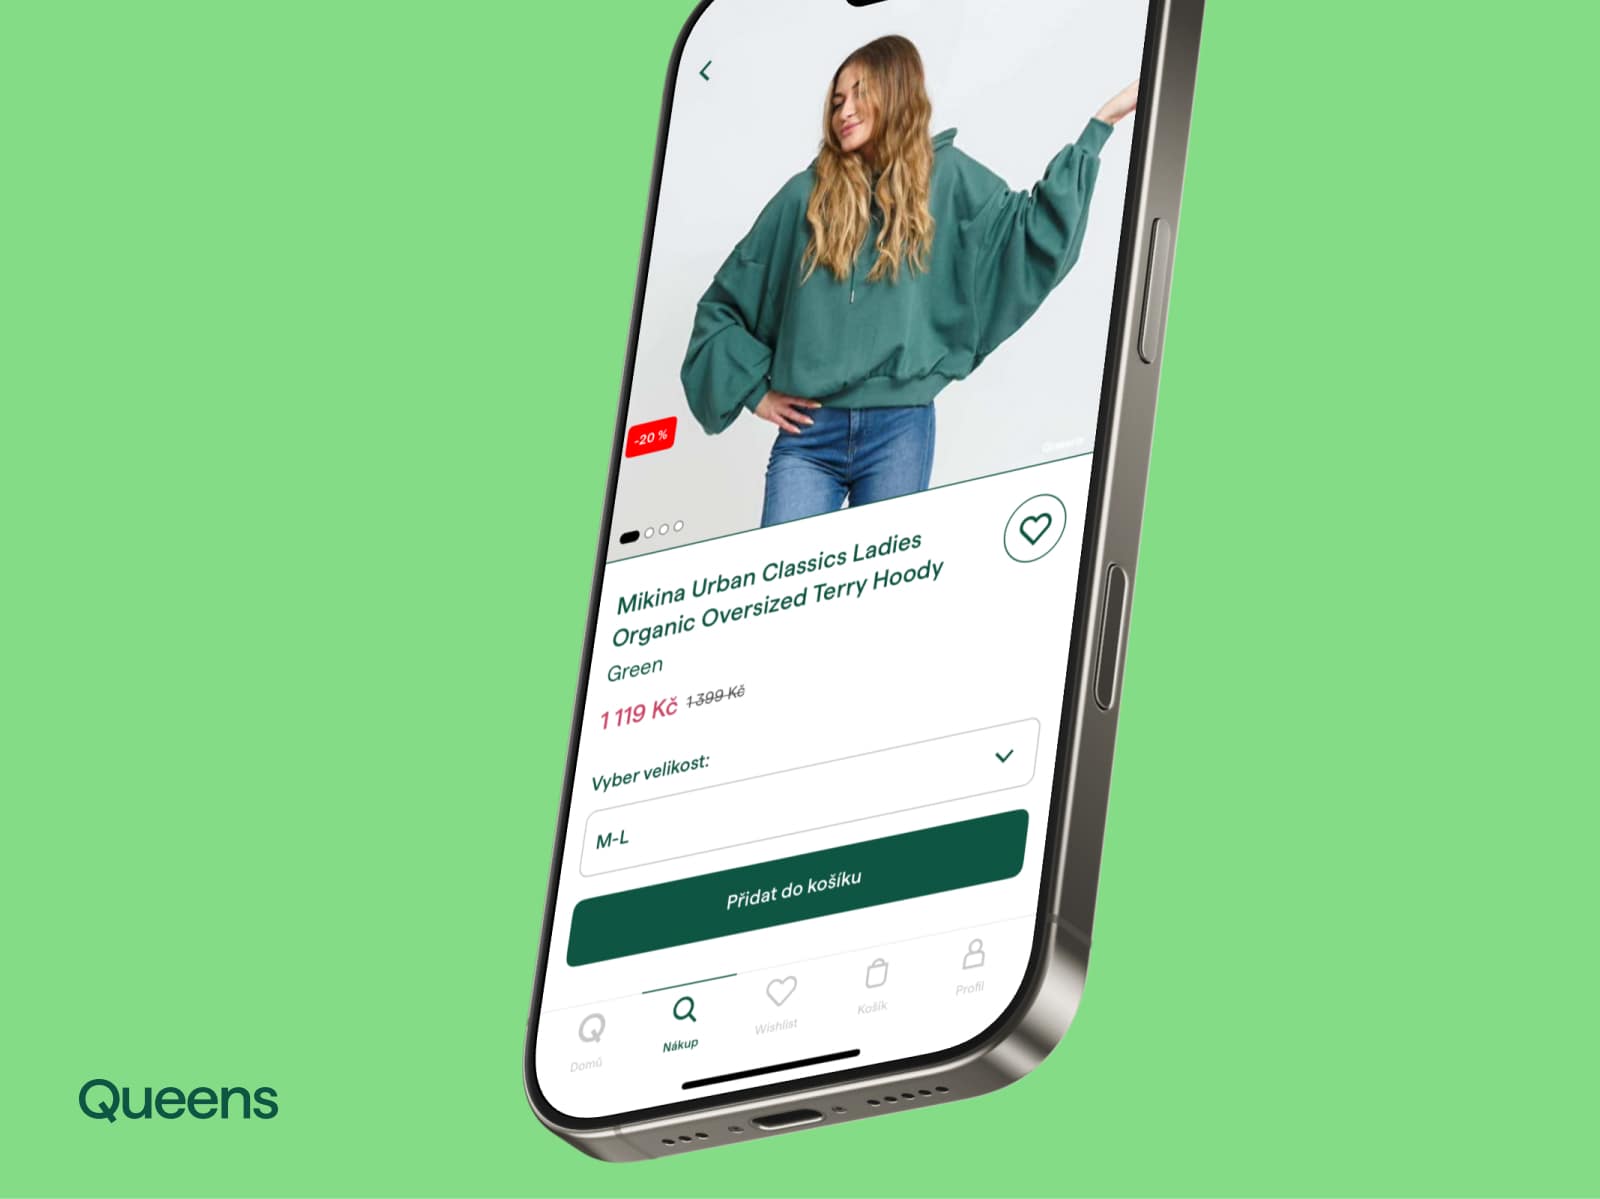 -20 %
Queens
Mikina Urban Classics Ladies
Organic Oversized Terry Hoody
Green
1 119 Kč 1 399 Kč
Vyber velikost:
M-L
Přidat do košíku
Domů
Nákup
Wishlist
Košík
Profil
Queens